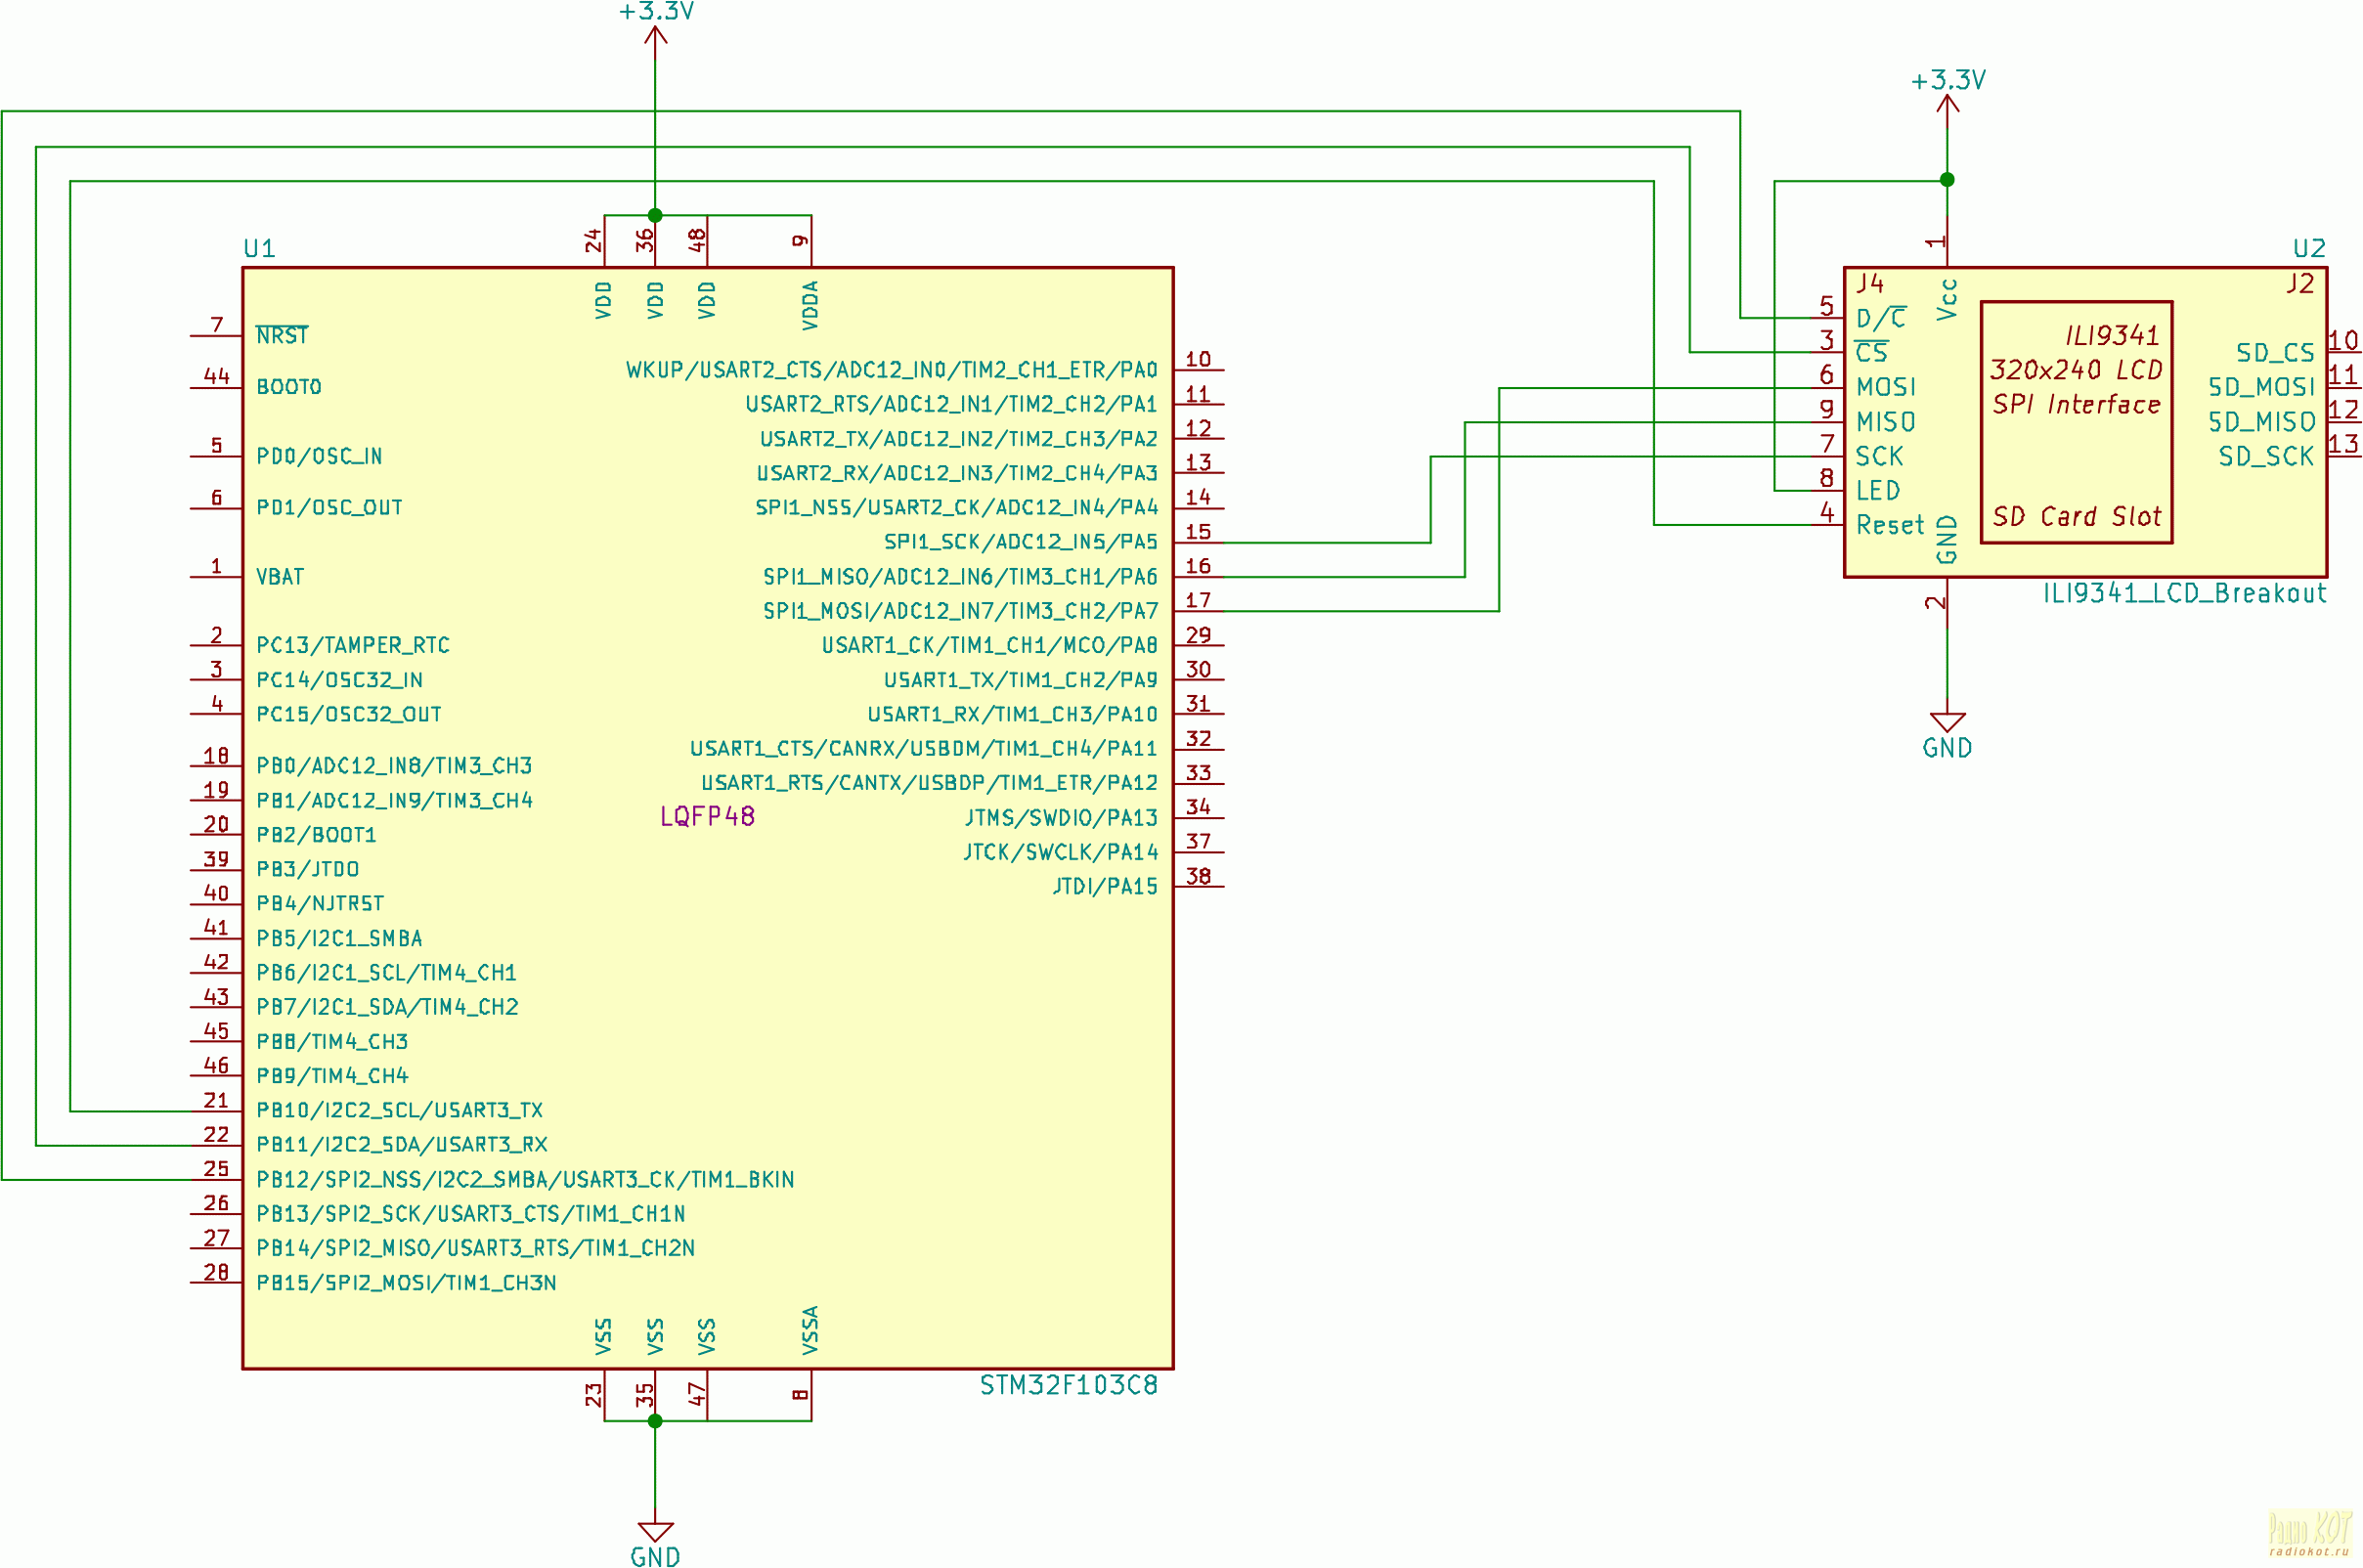 +3.3V
+3.3V
U1
24
36
48
9
VDD
VDD
VDD
VDDA
7
NRST
44
BOOT0
5
PD0/OSC_IN
6
PD1/OSC_OUT
1
VBAT
2
PC13/TAMPER_RTC
3
PC14/OSC32_IN
4
PC15/OSC32_OUT
18
PB0/ADC12_IN8/TIM3_CH3
19
PB1/ADC12_IN9/TIM3_CH4
20
PB2/BOOT1
39
PB3/JTDO
40
PB4/NJTRST
41
PB5/I2C1_SMBA
42
PB6/I2C1_SCL/TIM4_CH1
43
PB7/I2C1_SDA/TIM4_CH2
45
PB8/TIM4_CH3
46
PB9/TIM4_CH4
21
PB10/I2C2_SCL/USART3_TX
22
PB11/I2C2_SDA/USART3_RX
25
PB12/SPI2_NSS/I2C2_SMBA/USART3_CK/TIM1_BKIN
26
PB13/SPI2_SCK/USART3_CTS/TIM1_CH1N
27
PB14/SPI2_MISO/USART3_RTS/TIM1_CH2N
28
PB15/SPI2_MOSI/TIM1_CH3N
LQFP48
WKUP/USART2_CTS/ADC12_IN0/TIM2_CH1_ETR/PA0
10
USART2_RTS/ADC12_IN1/TIM2_CH2/PA1
11
USART2_TX/ADC12_IN2/TIM2_CH3/PA2
12
USART2_RX/ADC12_IN3/TIM2_CH4/PA3
13
SPI1_NSS/USART2_CK/ADC12_IN4/PA4
14
SPI1_SCK/ADC12_IN5/PA5
15
SPI1_MISO/ADC12_IN6/TIM3_CH1/PA6
16
SPI1_MOSI/ADC12_IN7/TIM3_CH2/PA7
17
USART1_CK/TIM1_CH1/MCO/PA8
29
USART1_TX/TIM1_CH2/PA9
30
USART1_RX/TIM1_CH3/PA10
31
USART1_CTS/CANRX/USBDM/TIM1_CH4/PA11
32
USART1_RTS/CANTX/USBDP/TIM1_ETR/PA12
33
JTMS/SWDIO/PA13
34
JTCK/SWCLK/PA14
37
JTDI/PA15
38
VSS
VSS
VSS
VSSA
23
35
47
8
STM32F103C8
GND
U2
1
J4
J2
Vcc
5
D/C
3
CS
6
MOSI
9
MISO
7
SCK
8
LED
4
Reset
GND
ILI9341
320x240 LCD
SPI Interface
SD Card Slot
SD_CS
10
SD_MOSI
11
SD_MISO
12
SD_SCK
13
ILI9341_LCD_Breakout
2
GND
Радио КОТ
radiokot.ru